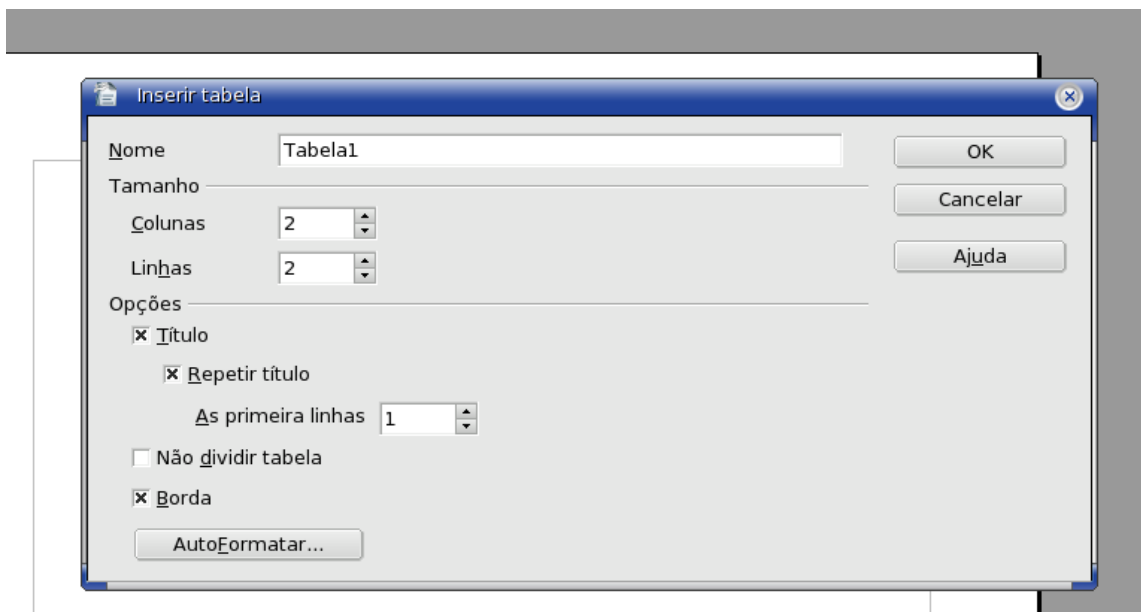 Inserir tabela
Nome Tabela1 OK
Tamanho
Cancelar
Colunas 2
Ajuda
Linhas 2
Opções
Título
Repetir título
As primeira linhas 1
Não dividir tabela
Borda
AutoFormatar...